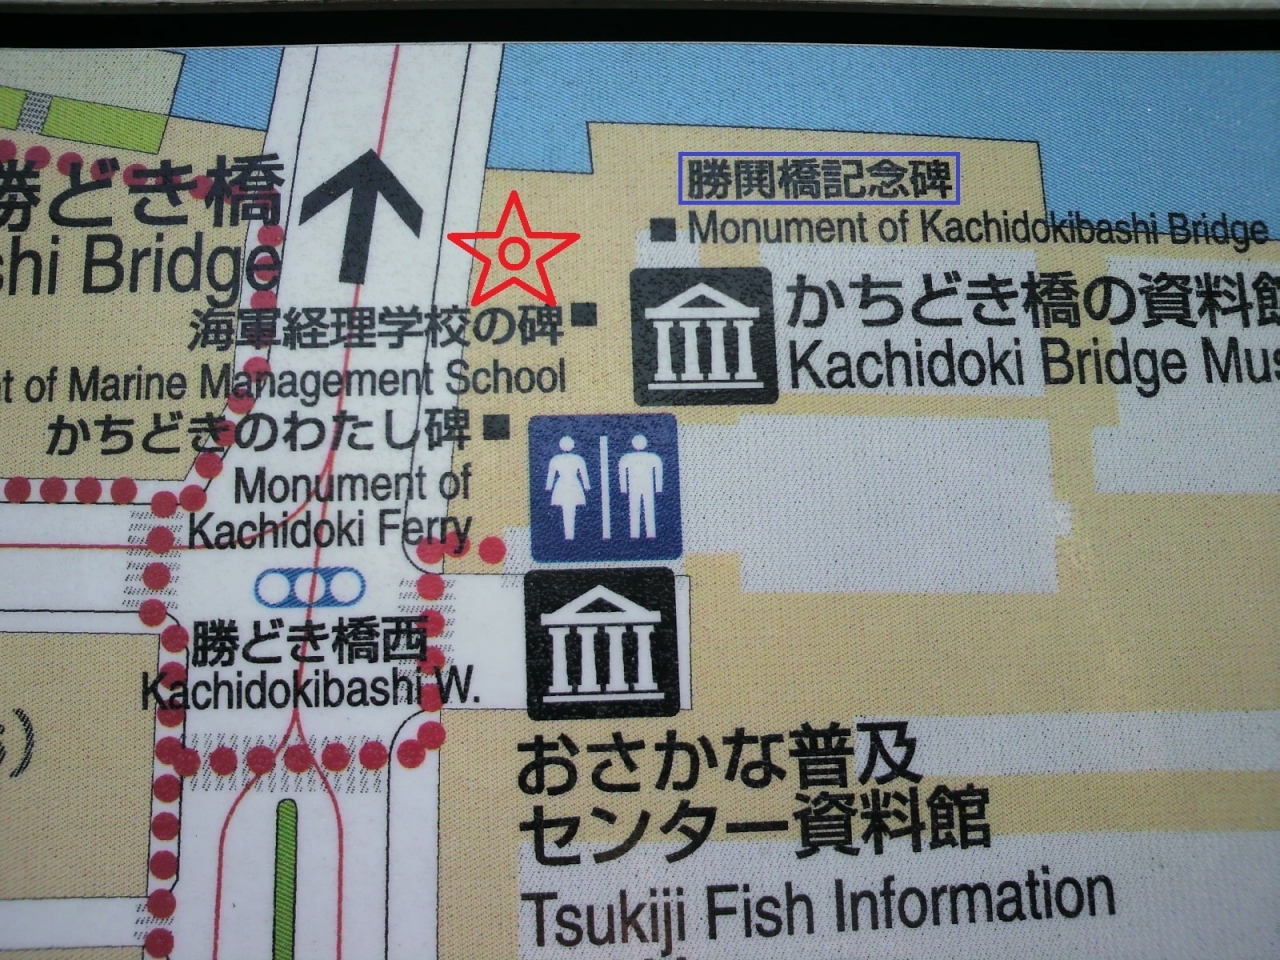 勝鬨橋記念碑
Monument of Kachidokibashi Bridge
勝どき橋
Bridge
かちどき橋の資料
Kachidoki Bridge
海軍経理学校の碑
of Marine Management School
かちどきのわたし碑
Monument of
Kachidoki Ferry
勝どき橋西
Kachidokibashi W.
おさかな普及
センター資料館
Tsukiji Fish Information